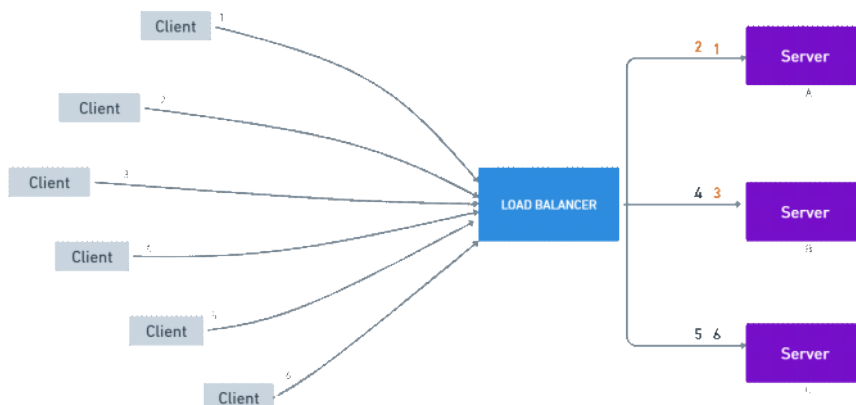 Client 1
Client 2
Client 3
Client
Client 5
Client 6
LOAD BALANCER
2 1
Server
A
4 3
Server
B
5 6
Server